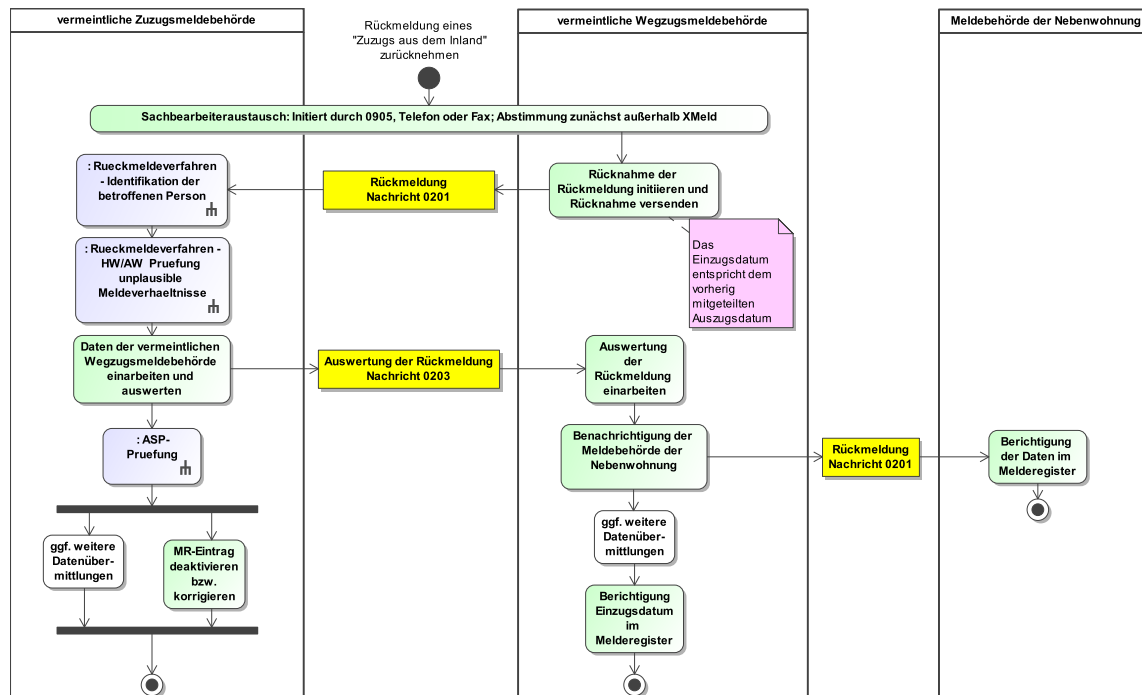 vermeintliche Zuzugsmeldebehörde
vermeintliche Wegzugsmeldebehörde
Meldebehörde der Nebenwohnung
Rückmeldung eines
"Zuzugs aus dem Inland"
zurücknehmen
Sachbearbeiteraustausch: Initiert durch 0905, Telefon oder Fax; Abstimmung zunächst außerhalb XMeld
: Rueckmeldeverfahren
- Identifikation der
betroffenen Person
Rückmeldung
Nachricht 0201
Rücknahme der
Rückmeldung initiieren und
Rücknahme versenden
: Rueckmeldeverfahren -
HW/AW Pruefung
unplausible
Meldeverhaeltnisse
Das
Einzugsdatum
entspricht dem
vorherig
mitgeteilten
Auszugsdatum
Daten der vermeintlichen
Wegzugsmeldebehörde
einarbeiten und
auswerten
Auswertung der Rückmeldung
Nachricht 0203
Auswertung
der
Rückmeldung
einarbeiten
: ASP-
Pruefung
Benachrichtigung der
Meldebehörde der
Nebenwohnung
Rückmeldung
Nachricht 0201
Berichtigung
der Daten im
Melderegister
ggf. weitere
Datenüber-
mittlungen
MR-Eintrag
deaktivieren
bzw.
korrigieren
ggf. weitere
Datenüber-
mittlungen
Berichtigung
Einzugsdatum
im
Melderegister